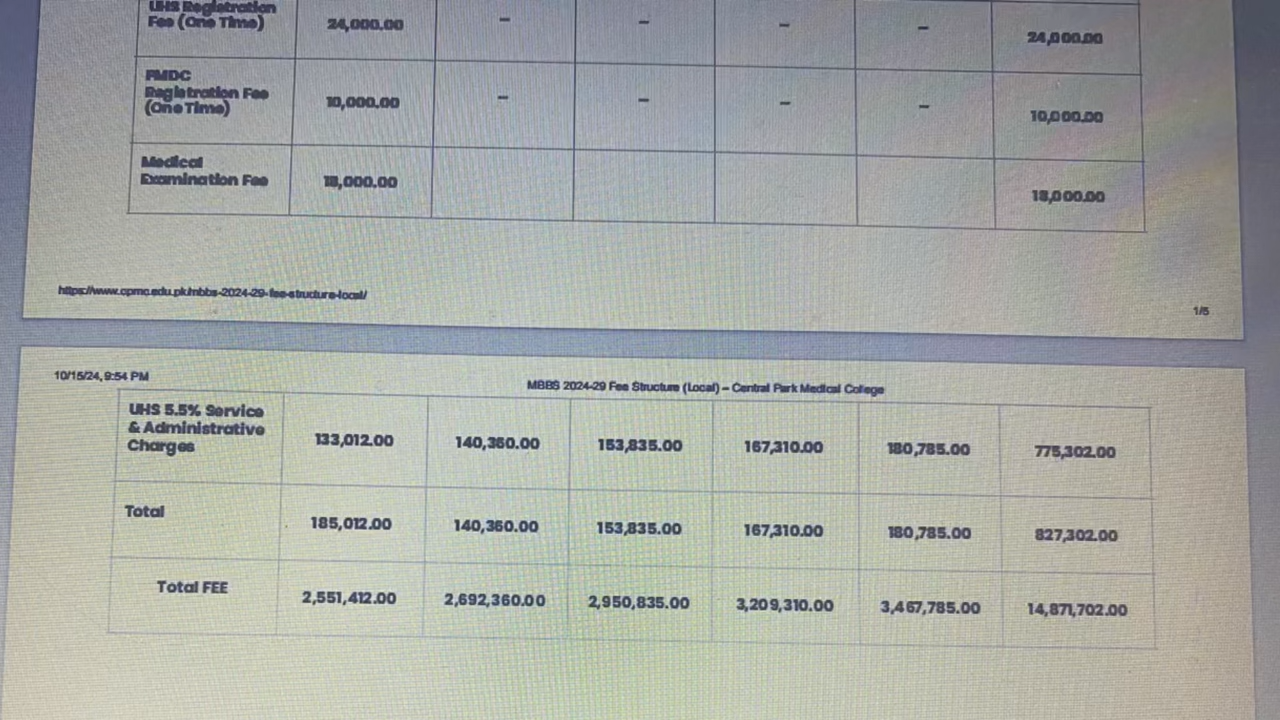 UHS Registration
Fee (One Time)
24,000.00 – – – – 24,000.00
PMDC
Registration Fee
(One Time)
10,000.00 – – – – 10,000.00
Medical
Examination Fee
18,000.00 18,000.00
https://www.cpmc.edu.pk/mbbs-2024-29-fee-structure-local/
1/5
10/15/24, 9:54 PM
MBBS 2024-29 Fee Structure (Local) – Central Park Medical College
UHS 5.5% Service
& Administrative
Charges
133,012.00 140,360.00 153,835.00 167,310.00 180,785.00 775,302.00
Total 185,012.00 140,360.00 153,835.00 167,310.00 180,785.00 827,302.00
Total FEE 2,551,412.00 2,692,360.00 2,950,835.00 3,209,310.00 3,467,785.00 14,871,702.00